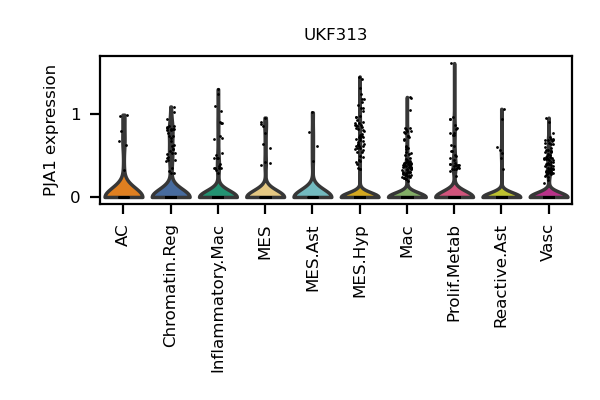 UKF313
PJA1 expression
1
0
AC
Chromatin.Reg
Inflammatory.Mac
MES
MES.Ast
MES.Hyp
Mac
Prolif.Metab
Reactive.Ast
Vasc